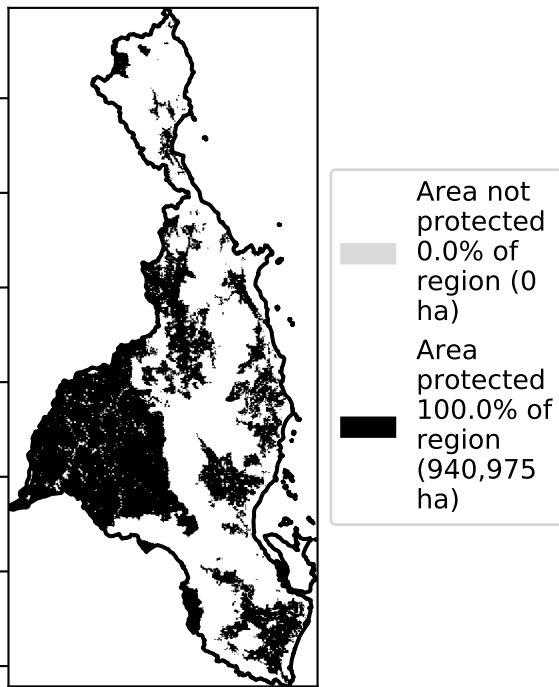 Area not
protected
0.0% of
region (0
ha)
Area
protected
100.0% of
region
(940,975
ha)